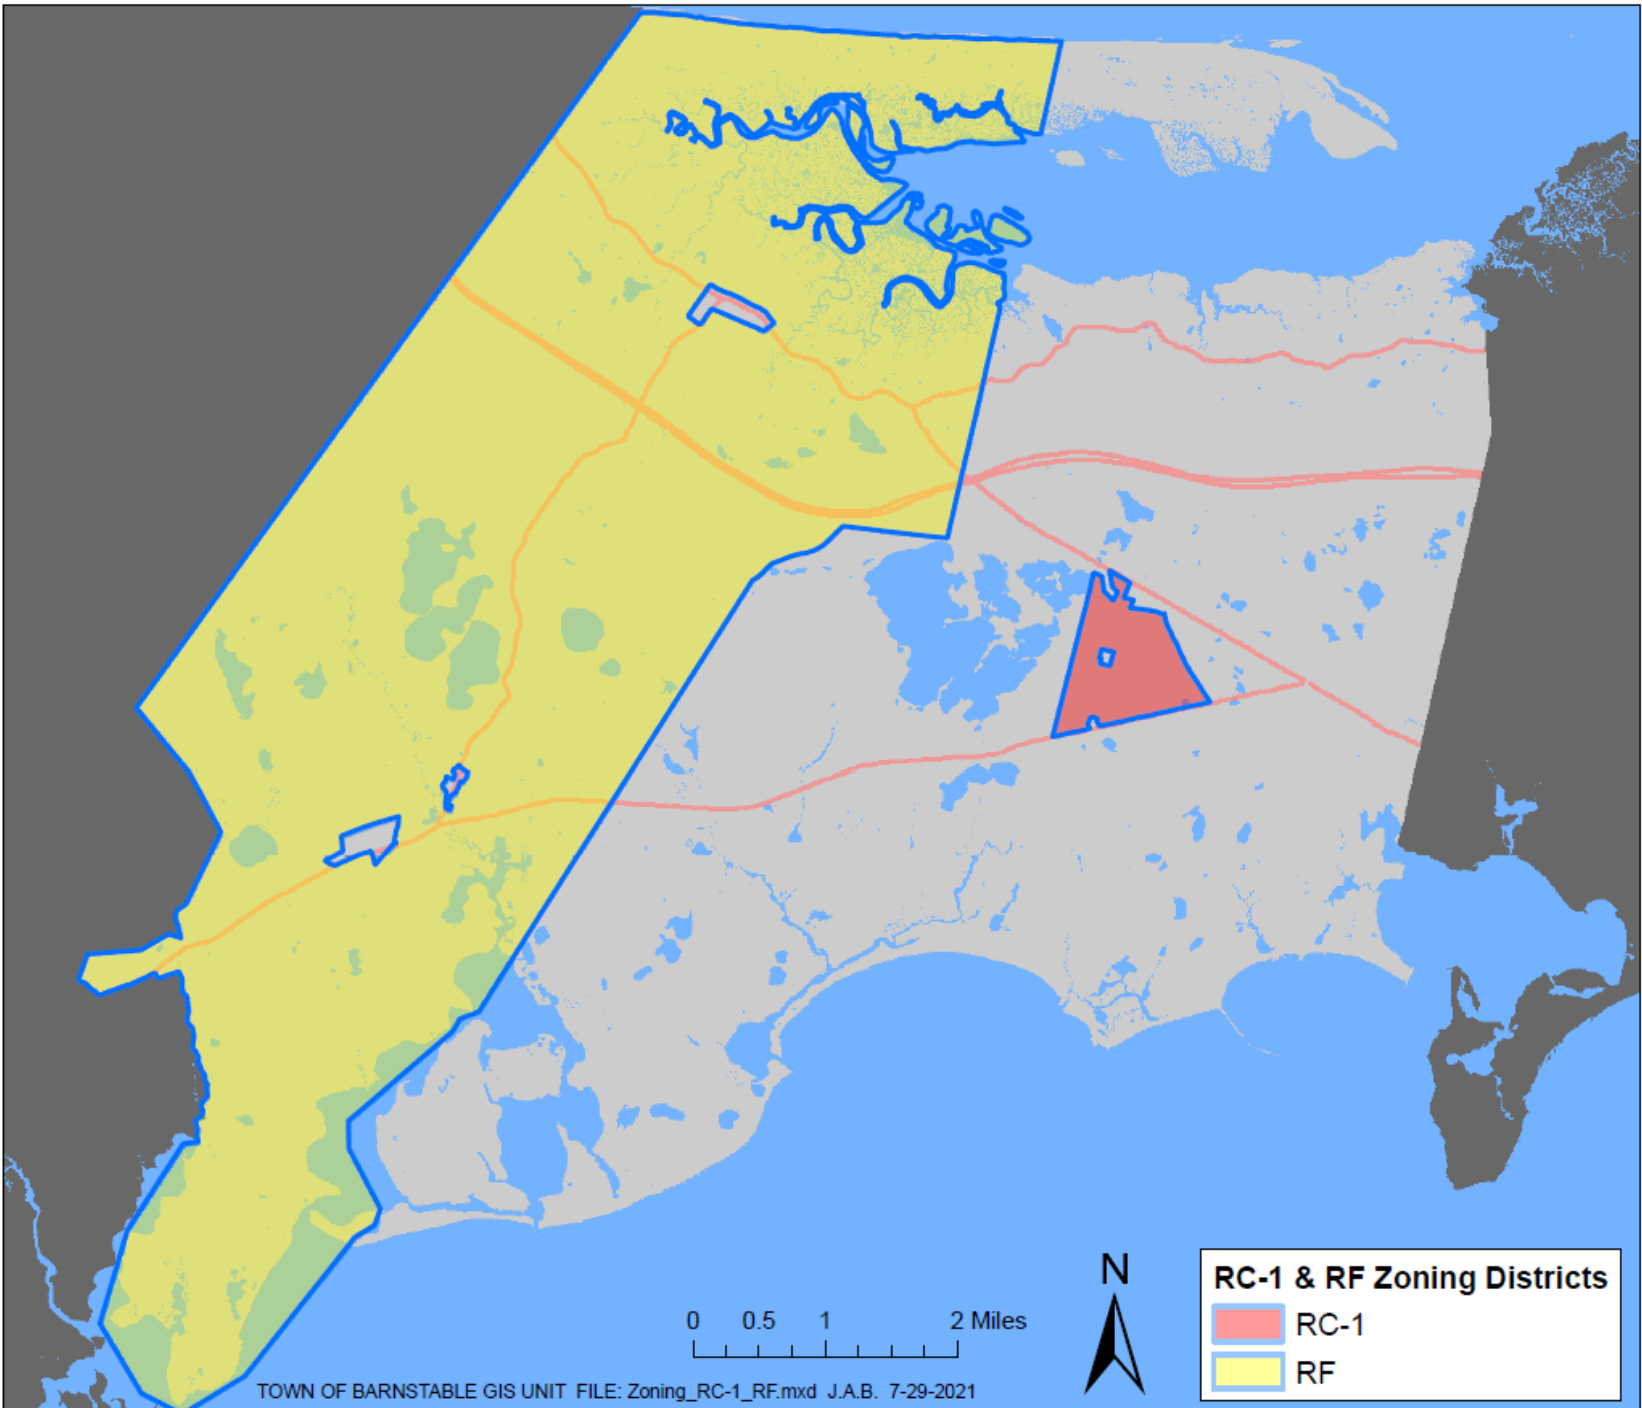 N
RC-1 & RF Zoning Districts
RC-1
RF
0 0.5 1 2 Miles
TOWN OF BARNSTABLE GIS UNIT FILE: Zoning_RC-1_RF.mxd J.A.B. 7-29-2021